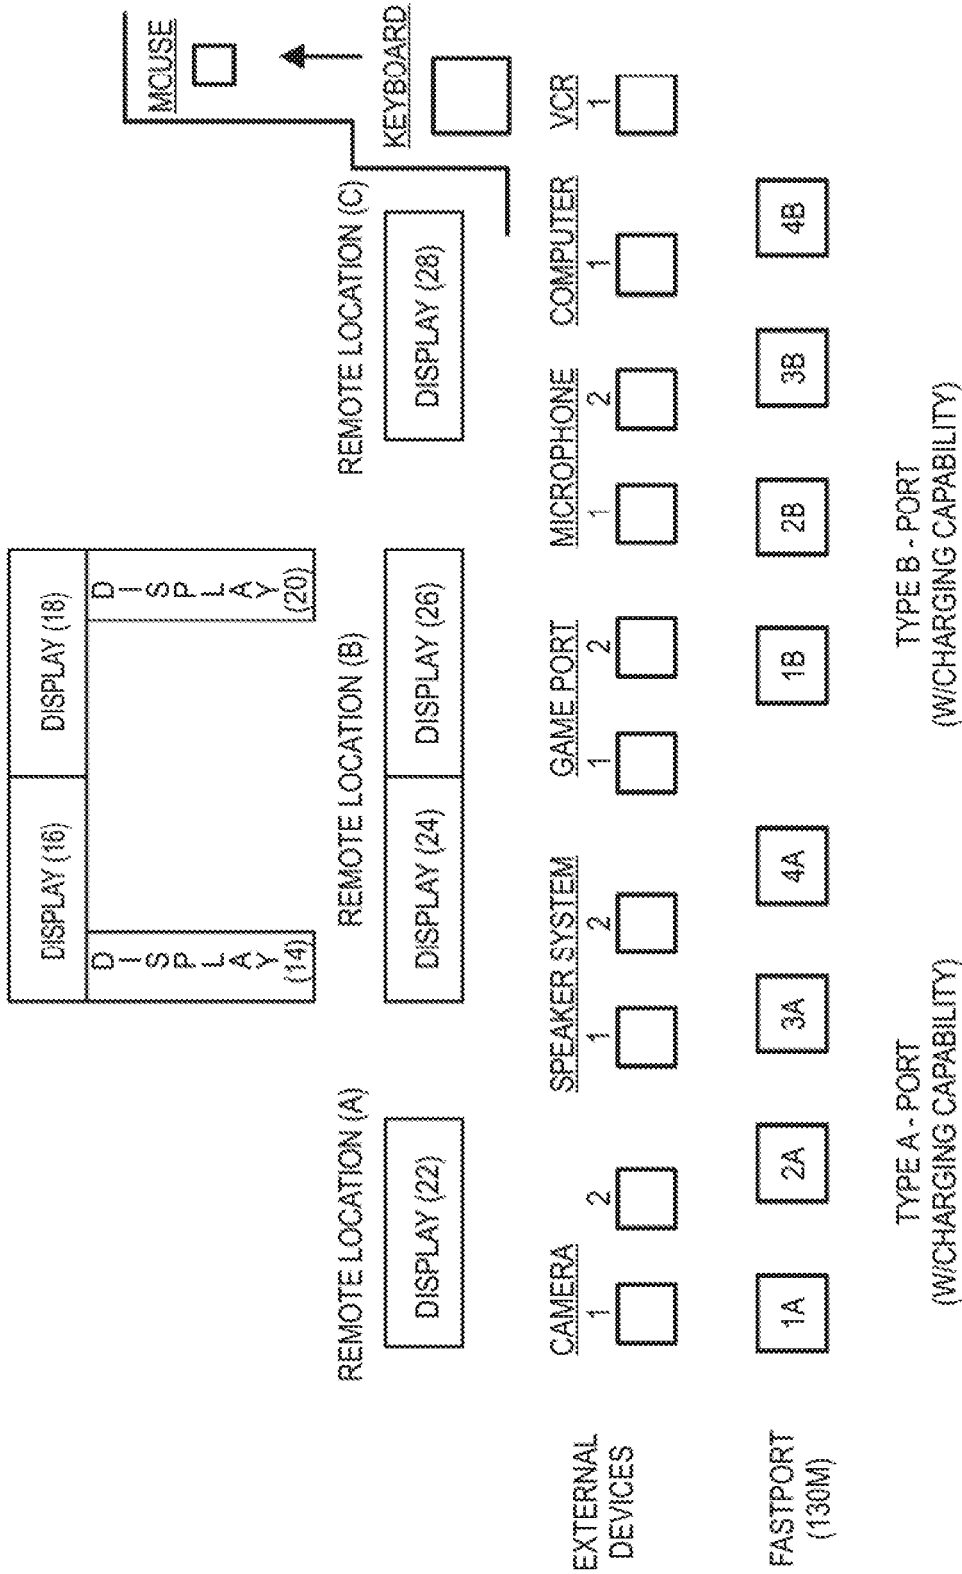 DISPLAY (16)
DISPLAY (18)
DISPLAY
(14)
DISPLAY
(20)
MOUSE
KEYBOARD
REMOTE LOCATION (A)
REMOTE LOCATION (B)
REMOTE LOCATION (C)
DISPLAY (22)
DISPLAY (24)
DISPLAY (26)
DISPLAY (28)
EXTERNAL
DEVICES
CAMERA
1 2
SPEAKER SYSTEM
1 2
GAME PORT
1 2
MICROPHONE
1 2
COMPUTER
1
VCR
1
FASTPORT
(130M)
1A 2A 3A 4A 1B 2B 3B 4B
TYPE A - PORT
(W/CHARGING CAPABILITY)
TYPE B - PORT
(W/CHARGING CAPABILITY)